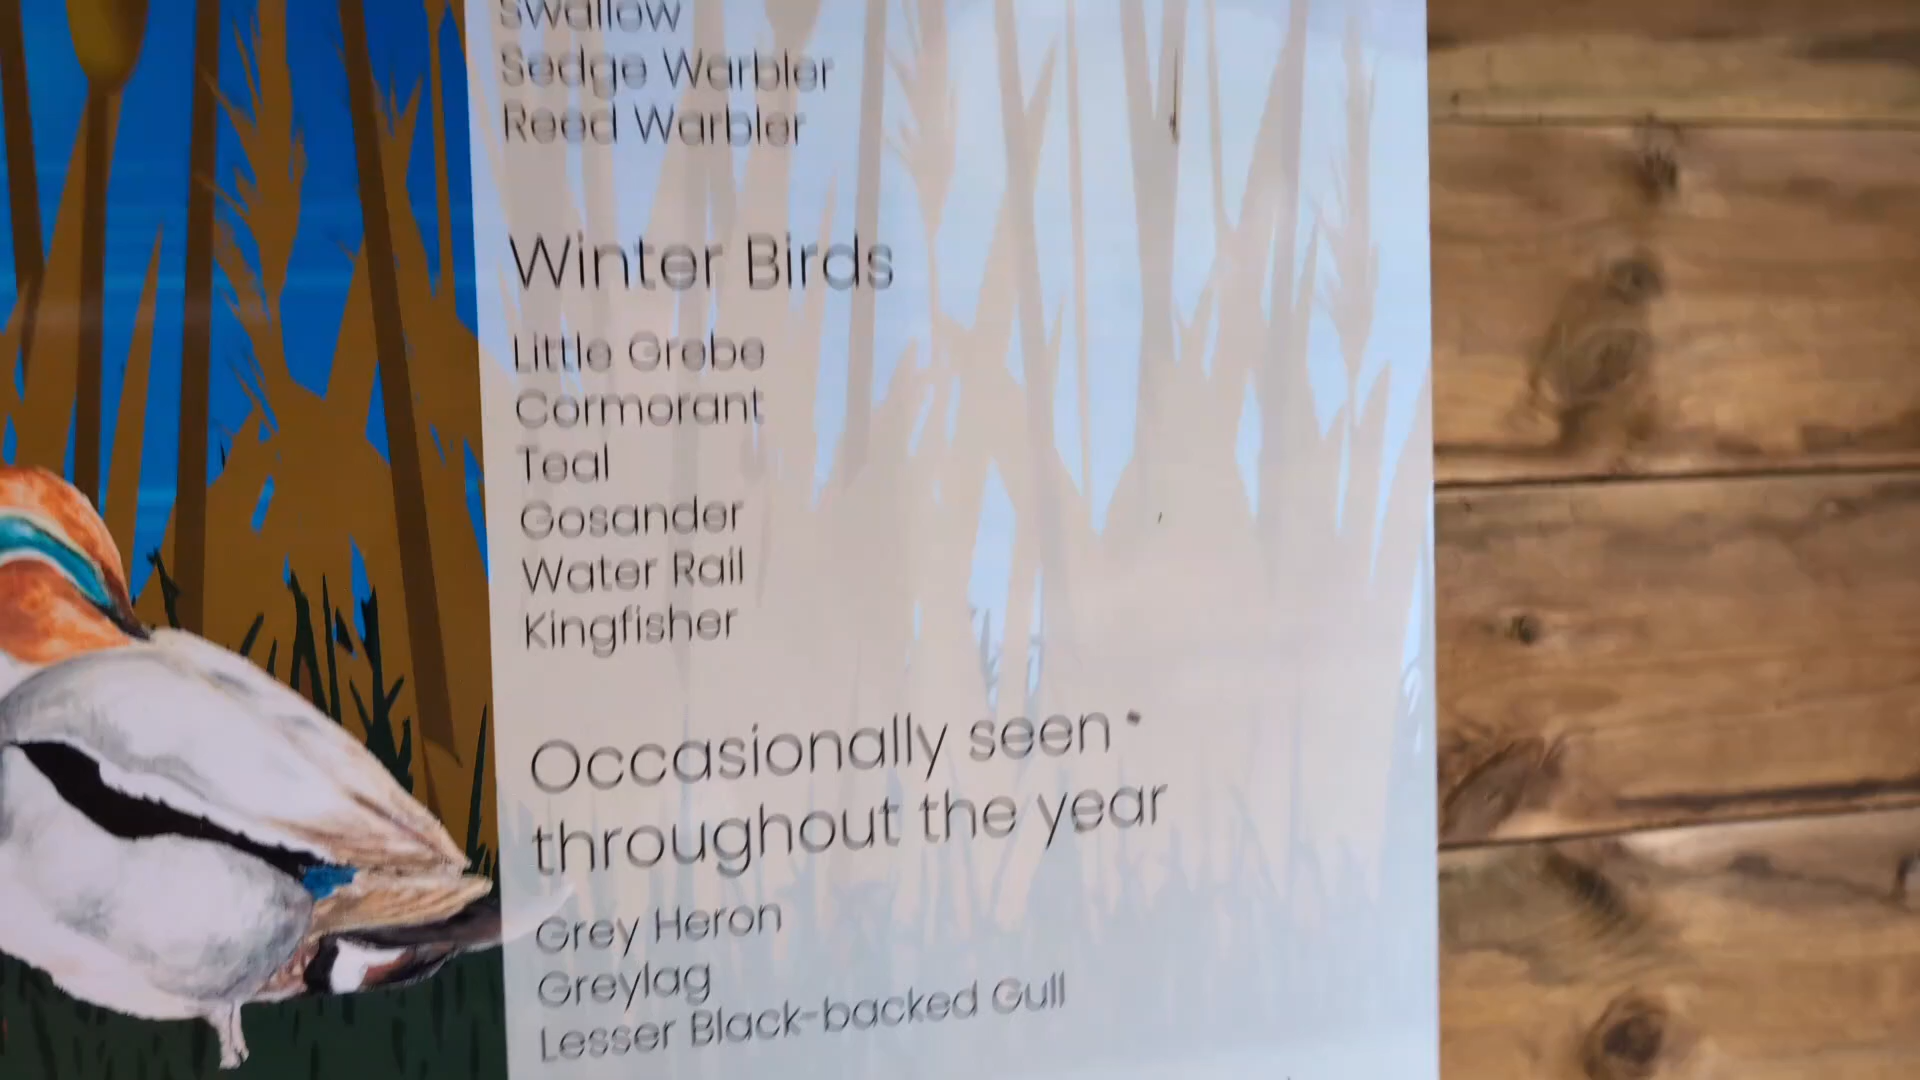 Swallow
Sedge Warbler
Reed Warbler
Winter Birds
Little Grebe
Cormorant
Teal
Gosander
Water Rail
Kingfisher
Occasionally seen
throughout the year
Grey Heron
Greylag
Lesser Black-backed Gull